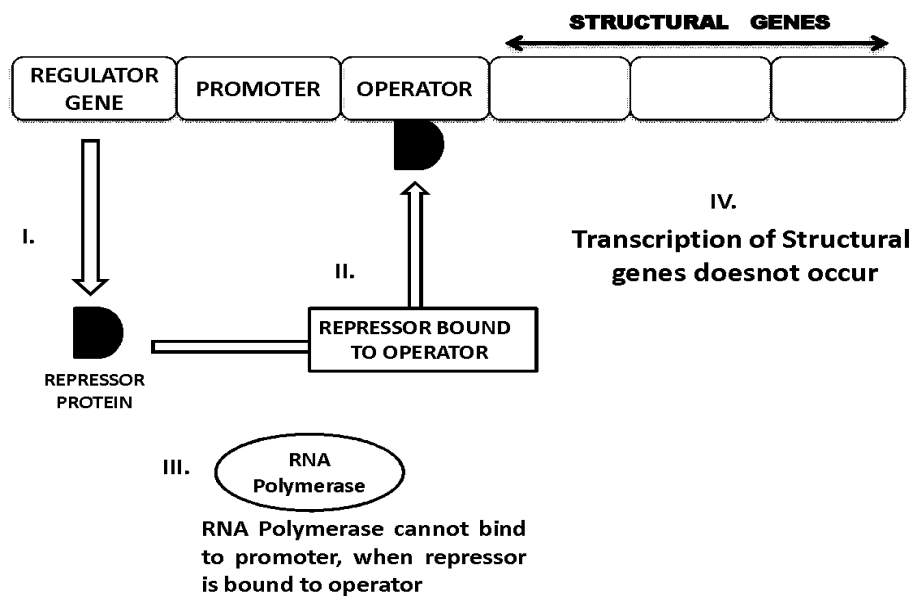 STRUCTURAL GENES
REGULATOR
GENE
PROMOTER
OPERATOR
I.
II.
IV.
Transcription of Structural
genes doesnot occur
REPRESSOR BOUND
TO OPERATOR
REPRESSOR
PROTEIN
III.
RNA
Polymerase
RNA Polymerase cannot bind
to promoter, when repressor
is bound to operator